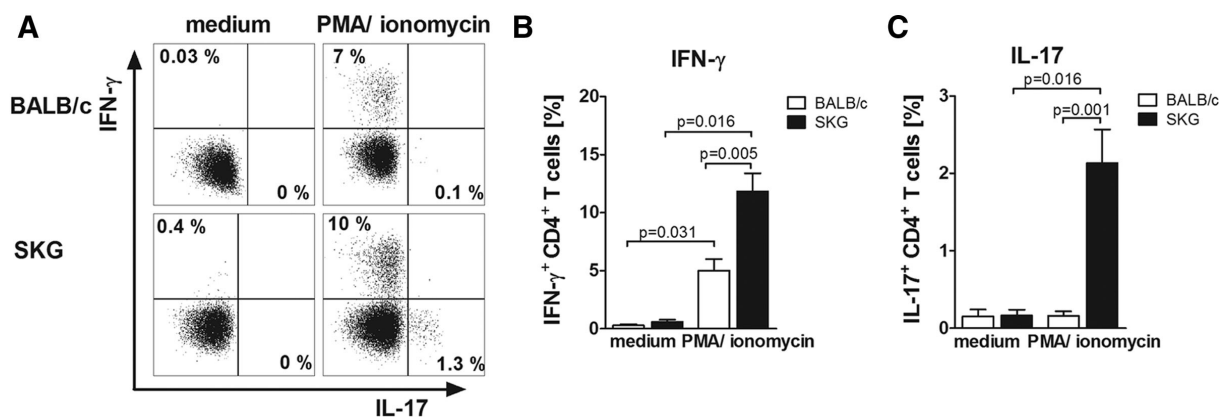 A
medium PMA/ ionomycin
IFN-γ
BALB/c
0.03 %
7 %
0 %
0.1 %
SKG
0.4 %
10 %
0 %
1.3 %
IL-17
B
IFN-γ
IFN-γ⁺ CD4⁺ T cells [%]
20
15
10
5
0
BALB/c
SKG
p=0.016
p=0.005
p=0.031
medium PMA/ ionomycin
C
IL-17
IL-17⁺ CD4⁺ T cells [%]
3
2
1
0
BALB/c
SKG
p=0.016
p=0.001
medium PMA/ ionomycin